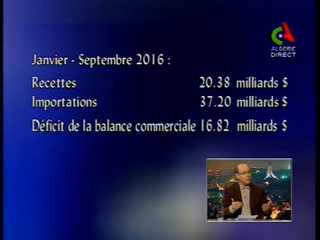 ALGERIE
DIRECT
Janvier - Septembre 2016 :
Recettes 20.38 milliards $
Importations 37.20 milliards $
Déficit de la balance commerciale 16.82 milliards $